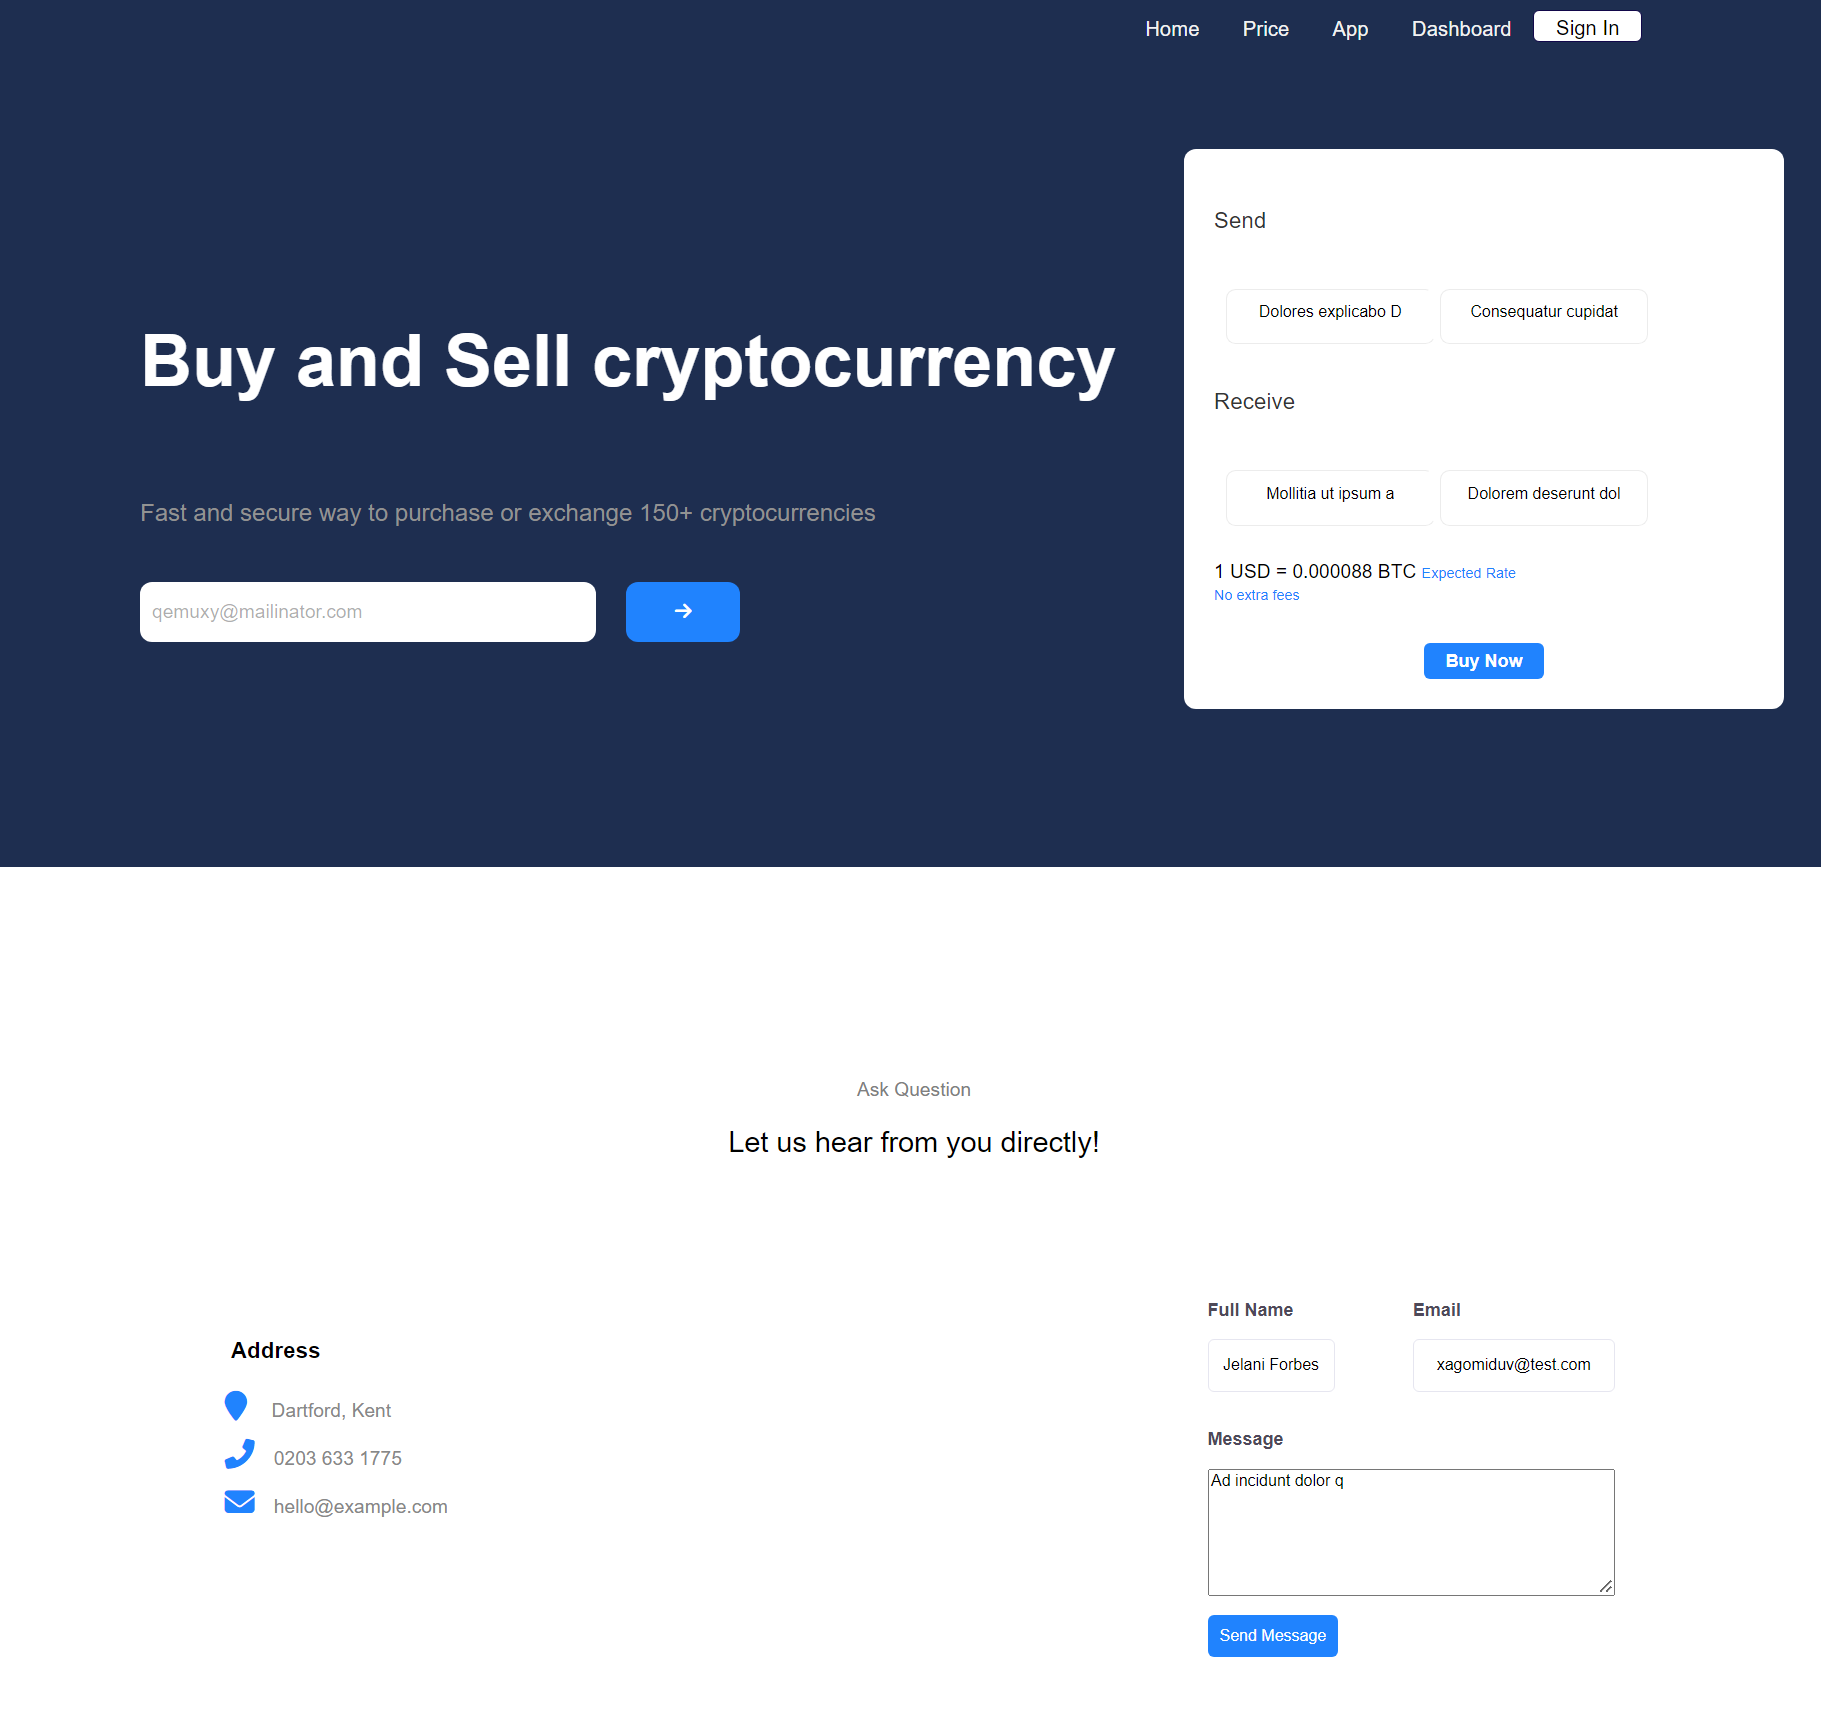 Home Price App Dashboard Sign In
Buy and Sell cryptocurrency
Fast and secure way to purchase or exchange 150+ cryptocurrencies
qemuxy@mailinator.com
Send
Dolores explicabo D Consequatur cupidat
Receive
Mollitia ut ipsum a Dolorem deserunt dol
1 USD = 0.000088 BTC Expected Rate
No extra fees
Buy Now
Ask Question
Let us hear from you directly!
Address
Dartford, Kent
0203 633 1775
hello@example.com
Full Name Email
Jelani Forbes xagomiduv@test.com
Message
Ad incidunt dolor q
Send Message